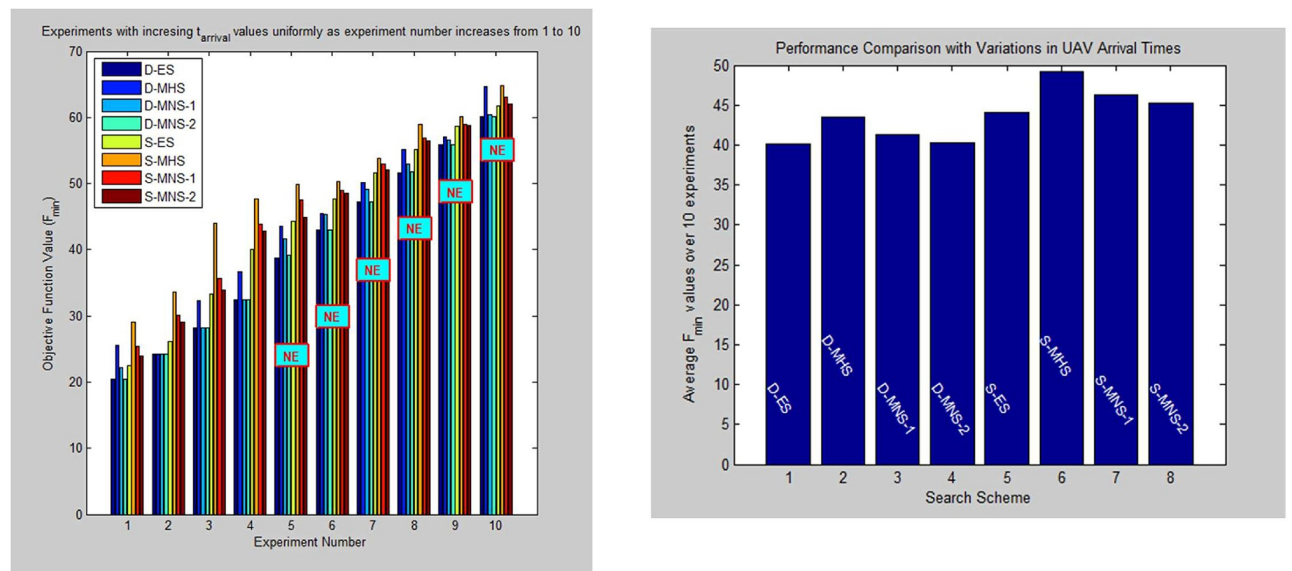 Experiments with incresing t_arrival values uniformly as experiment number increases from 1 to 10
70
60
50
40
30
20
10
0
Objective Function Value (F_min)
D-ES
D-MHS
D-MNS-1
D-MNS-2
S-ES
S-MHS
S-MNS-1
S-MNS-2
NE
NE
NE
NE
NE
NE
1 2 3 4 5 6 7 8 9 10
Experiment Number
Performance Comparison with Variations in UAV Arrival Times
50
45
40
35
30
25
20
15
10
5
0
Average F_min values over 10 experiments
D-ES
D-MHS
D-MNS-1
D-MNS-2
S-ES
S-MHS
S-MNS-1
S-MNS-2
1 2 3 4 5 6 7 8
Search Scheme